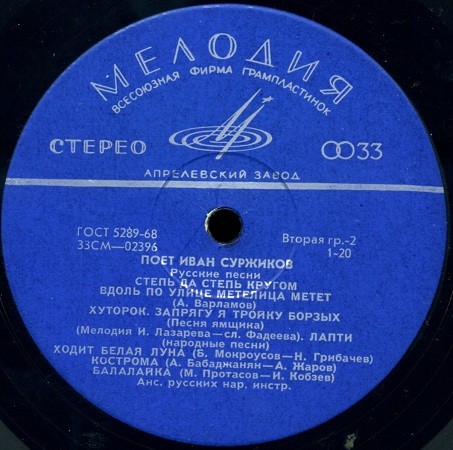 МЕЛОДИЯ
ВСЕСОЮЗНАЯ ФИРМА ГРАМПЛАСТИНОК
СТЕРЕО
33
АПРЕЛЕВСКИЙ ЗАВОД
ГОСТ 5289-68
33СМ—02396
Вторая гр.-2
1-20
ПОЕТ ИВАН СУРЖИКОВ
Русские песни
СТЕПЬ ДА СТЕПЬ КРУГОМ
ВДОЛЬ ПО УЛИЦЕ МЕТЕЛИЦА МЕТЕТ
(А. Варламов)
ХУТОРОК. ЗАПРЯГУ Я ТРОЙКУ БОРЗЫХ
(Песня ямщика)
(Мелодия И. Лазарева—сл. Фадеева). ЛАПТИ
(народные песни)
ХОДИТ БЕЛАЯ ЛУНА (Б. Мокроусов—Н. Грибачев)
КОСТРОМА (А. Бабаджанян—А. Жаров)
БАЛАЛАЙКА (М. Протасов—И. Кобзев)
Анс. русских нар. инстр.